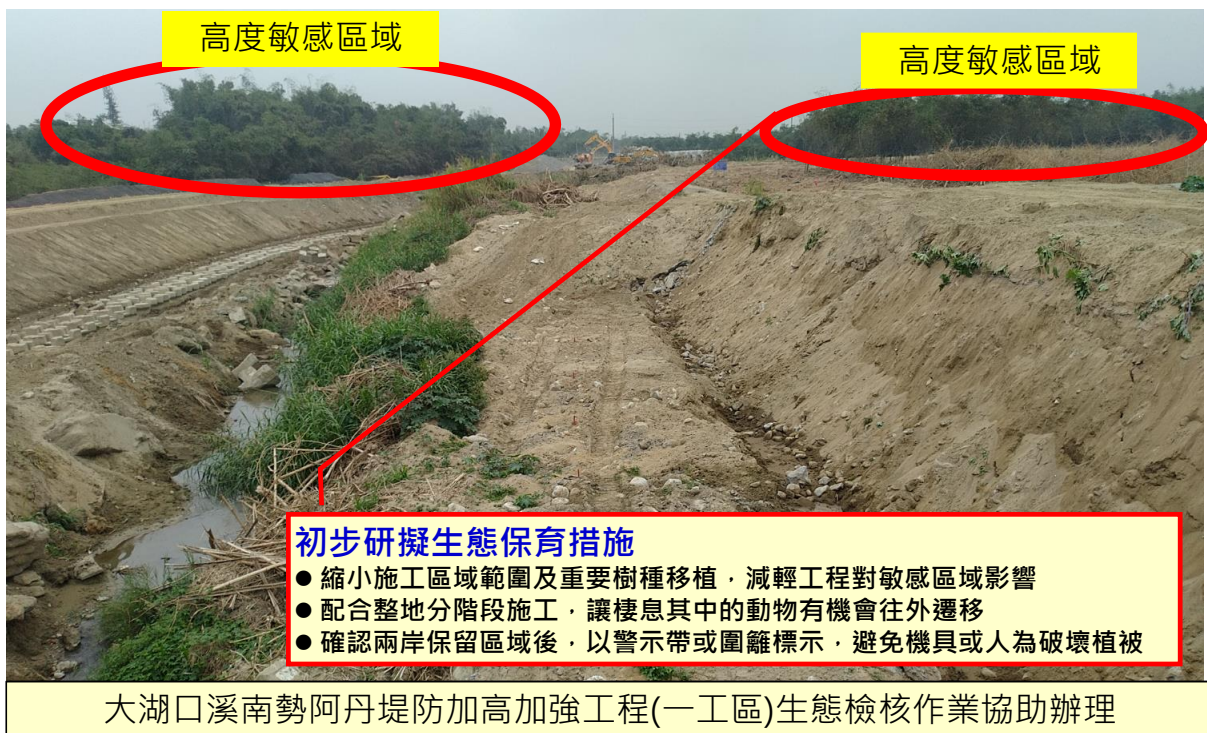 高度敏感區域
高度敏感區域
初步研擬生態保育措施
● 縮小施工區域範圍及重要樹種移植，減輕工程對敏感區域影響
● 配合整地分階段施工，讓棲息其中的動物有機會往外遷移
● 確認兩岸保留區域後，以警示帶或圍籬標示，避免機具或人為破壞植被
大湖口溪南勢阿丹堤防加高加強工程(一工區)生態檢核作業協助辦理